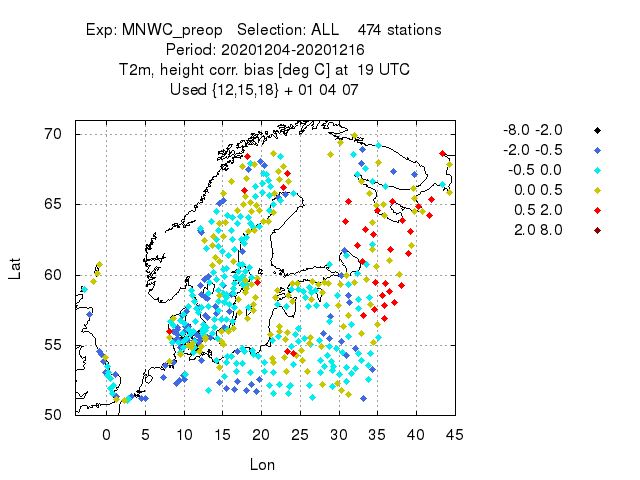 Exp: MNWC_preop   Selection: ALL    474 stations
Period: 20201204-20201216
T2m, height corr. bias [deg C] at  19 UTC
Used {12,15,18} + 01 04 07
70
65
60
55
50
Lat
0 5 10 15 20 25 30 35 40 45
Lon
-8.0 -2.0
-2.0 -0.5
-0.5 0.0
0.0 0.5
0.5 2.0
2.0 8.0